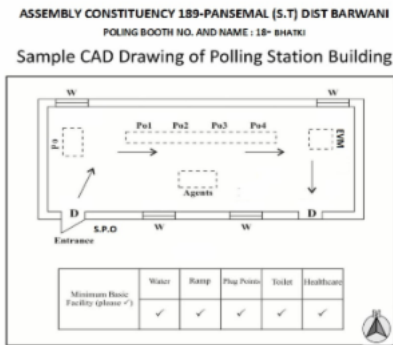 ASSEMBLY CONSTITUENCY 189-PANSEMAL (S.T) DIST BARWANI
POLING BOOTH NO. AND NAME : 18- BHATKI
Sample CAD Drawing of Polling Station Building
W W
Po1 Po2 Po3 Po4
Po
EVM
Agents
D D
S.P.O
Entrance
W W
Minimum Basic Facility (please ✓) Water Ramp Plug Points Toilet Healthcare
✓ ✓ ✓ ✓ ✓